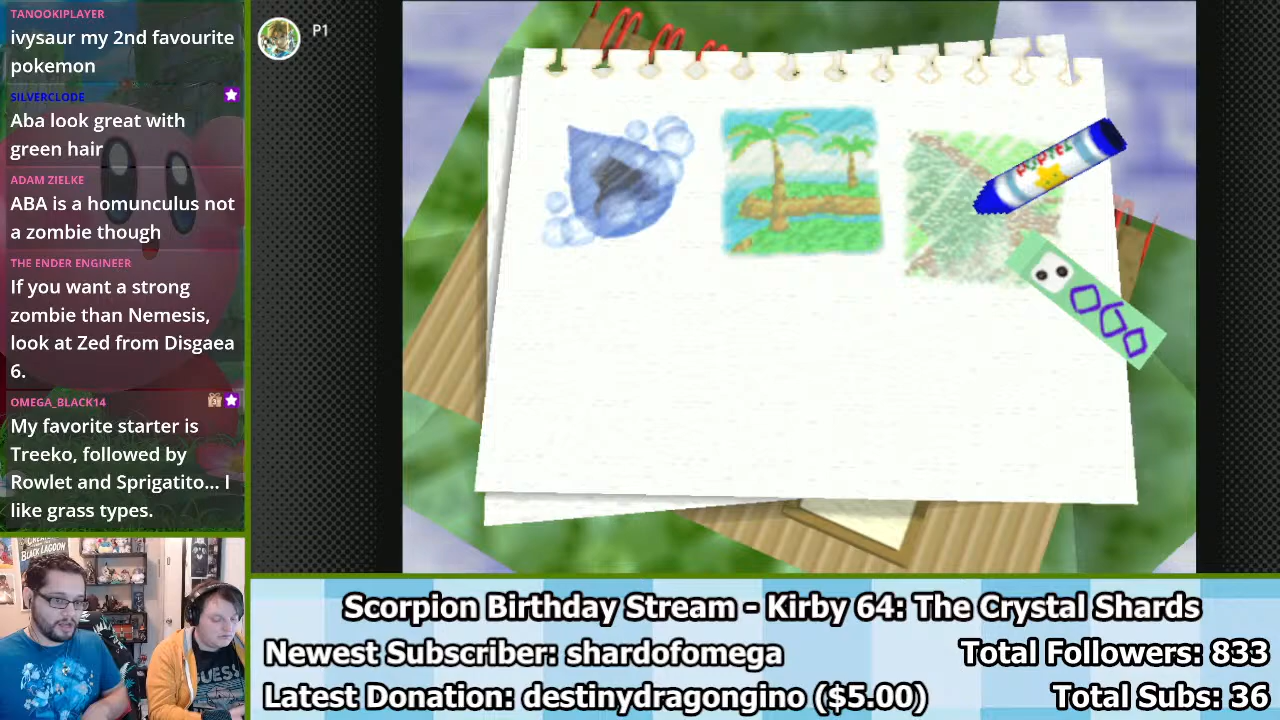 TANOOKIPLAYER
ivysaur my 2nd favourite
pokemon
SILVERCLODE
Aba look great with
green hair
ADAM ZIELKE
ABA is a homunculus not
a zombie though
THE ENDER ENGINEER
If you want a strong
zombie than Nemesis,
look at Zed from Disgaea
6.
OMEGA_BLACK14
My favorite starter is
Treeko, followed by
Rowlet and Sprigatito... I
like grass types.
P1
BLACK LAGOON
GUESS
Scorpion Birthday Stream - Kirby 64: The Crystal Shards
Newest Subscriber: shardofomega
Total Followers: 833
Latest Donation: destinydragongino ($5.00)
Total Subs: 36